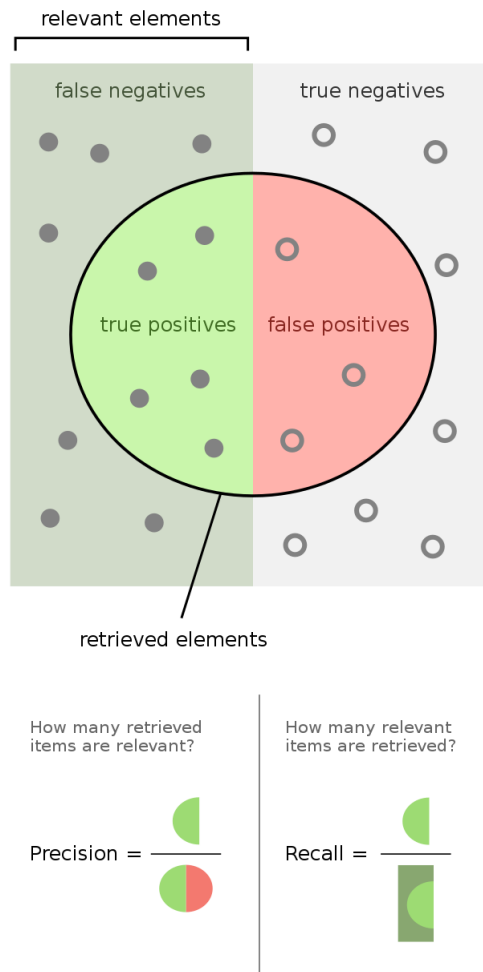 relevant elements
false negatives
true negatives
true positives
false positives
retrieved elements
How many retrieved
items are relevant?
How many relevant
items are retrieved?
Precision =
Recall =